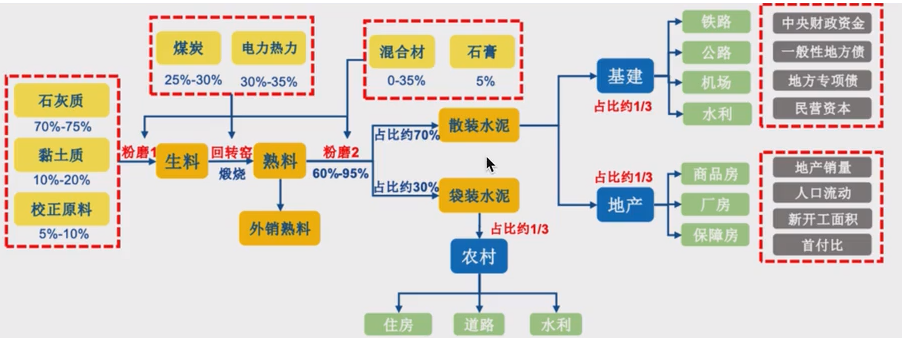 煤炭
25%-30%
电力热力
30%-35%
混合材
0-35%
石膏
5%
石灰质
70%-75%
黏土质
10%-20%
校正原料
5%-10%
粉磨1
生料
回转窑
煅烧
熟料
外销熟料
粉磨2
60%-95%
占比约70%
散装水泥
占比约30%
袋装水泥
占比约1/3
农村
住房
道路
水利
基建
占比约1/3
铁路
公路
机场
水利
中央财政资金
一般性地方债
地方专项债
民营资本
占比约1/3
地产
商品房
厂房
保障房
地产销量
人口流动
新开工面积
首付比